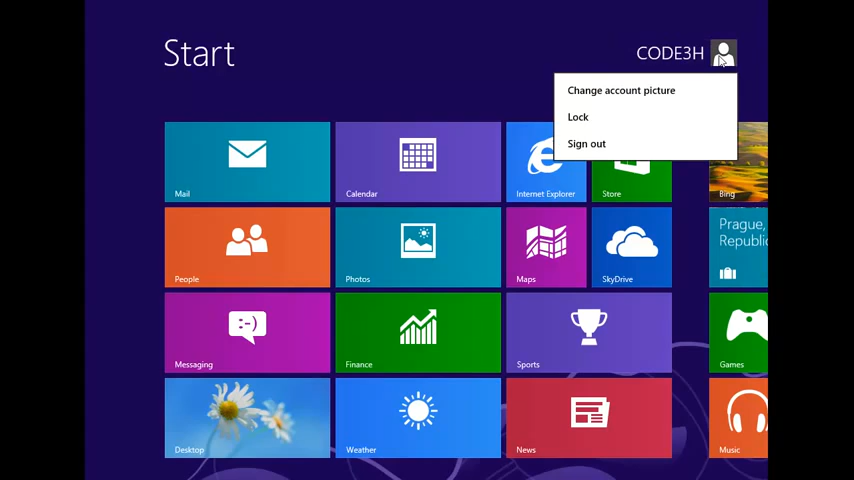 Start
CODE3H
Change account picture
Lock
Sign out
Mail
Calendar
Internet Explorer
Store
Bing
People
Photos
Maps
SkyDrive
Prague,
Republic
Messaging
:-)
Finance
Sports
Games
Desktop
Weather
News
Music